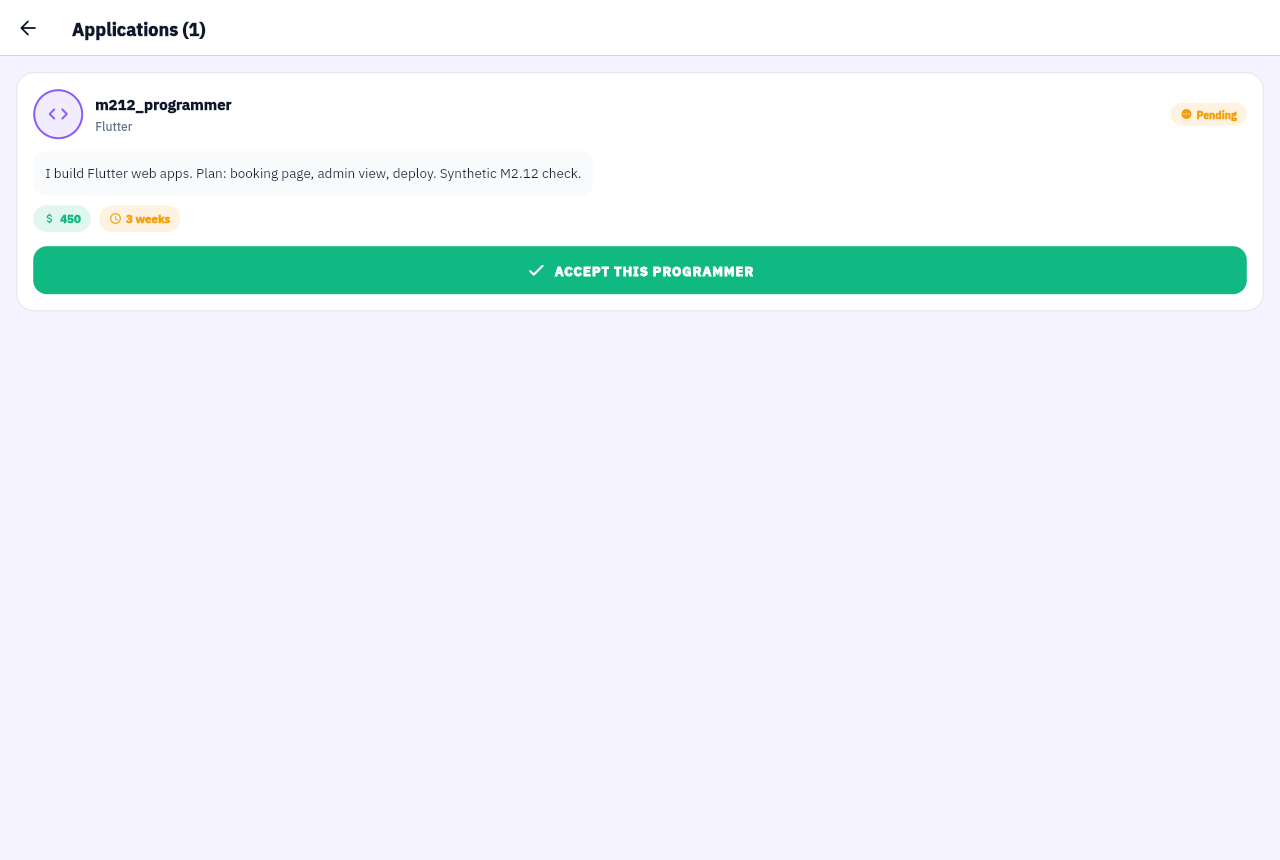 Applications (1)
m212_programmer
Flutter
Pending
I build Flutter web apps. Plan: booking page, admin view, deploy. Synthetic M2.12 check.
$ 450
3 weeks
ACCEPT THIS PROGRAMMER